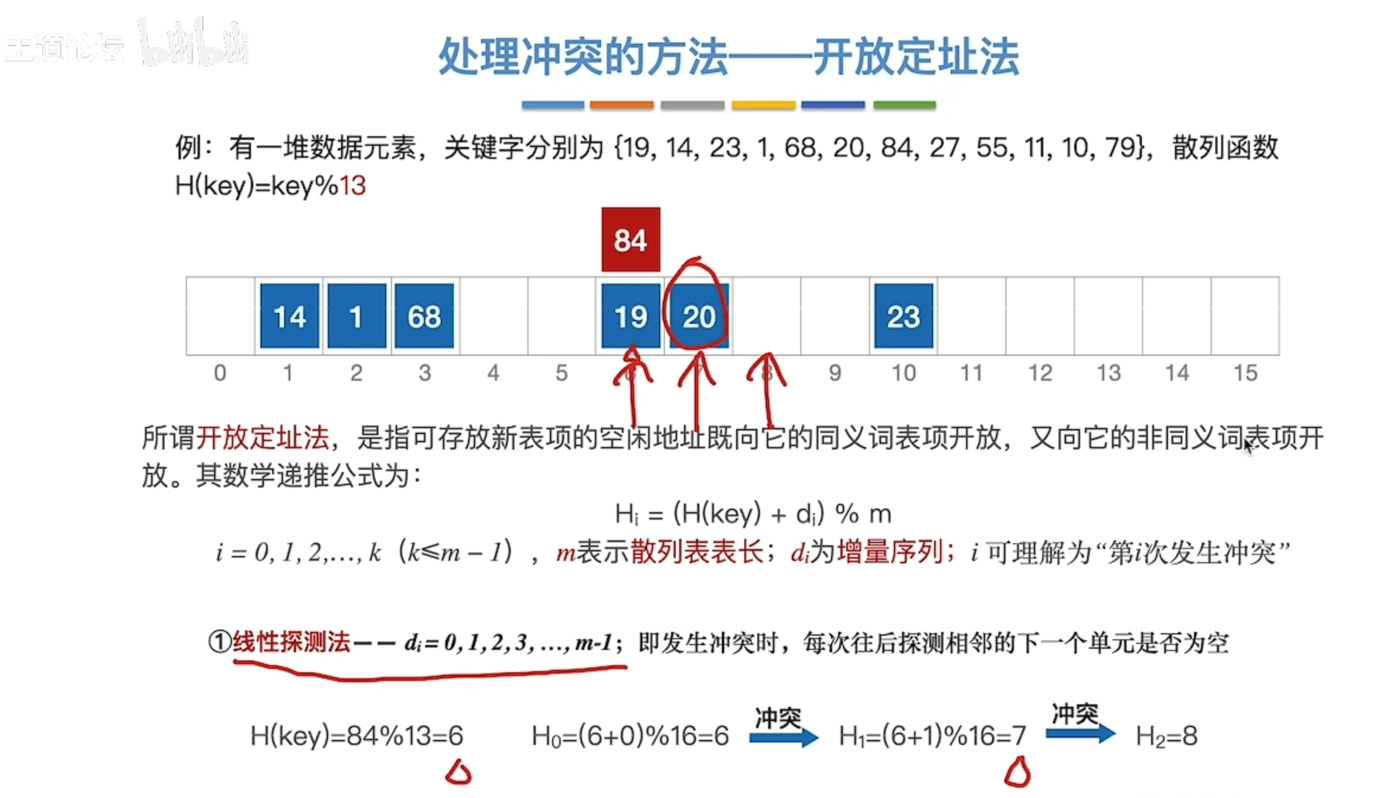 王道论坛 bilibili
处理冲突的方法——开放定址法
例：有一堆数据元素，关键字分别为 {19, 14, 23, 1, 68, 20, 84, 27, 55, 11, 10, 79}，散列函数
H(key)=key%13
84
14 1 68 19 20 23
0 1 2 3 4 5 6 7 8 9 10 11 12 13 14 15
所谓开放定址法，是指可存放新表项的空闲地址既向它的同义词表项开放，又向它的非同义词表项开
放。其数学递推公式为：
Hᵢ = (H(key) + dᵢ) % m
i = 0, 1, 2,…, k（k≤m − 1），m表示散列表表长；dᵢ为增量序列；i 可理解为“第i次发生冲突”
①线性探测法—— dᵢ = 0, 1, 2, 3, …, m-1；即发生冲突时，每次往后探测相邻的下一个单元是否为空
冲突 冲突
H(key)=84%13=6 H₀=(6+0)%16=6 H₁=(6+1)%16=7 H₂=8